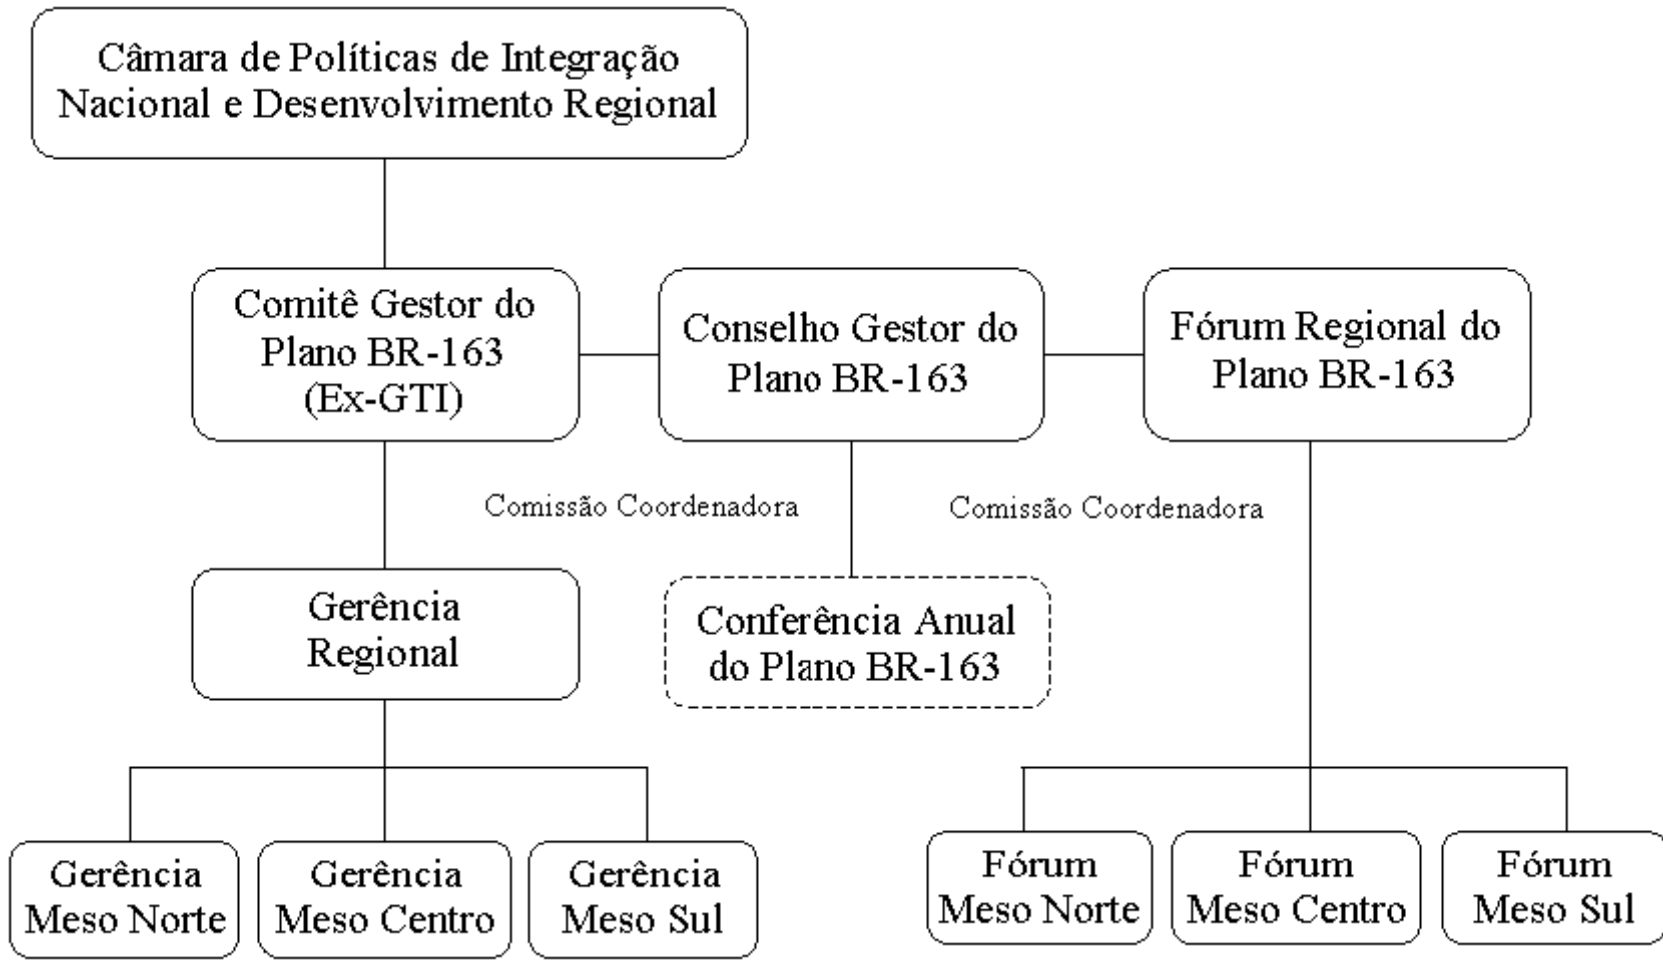 Câmara de Políticas de Integração
Nacional e Desenvolvimento Regional
Comitê Gestor do
Plano BR-163
(Ex-GTI)
Conselho Gestor do
Plano BR-163
Fórum Regional do
Plano BR-163
Comissão Coordenadora
Comissão Coordenadora
Gerência
Regional
Conferência Anual
do Plano BR-163
Gerência
Meso Norte
Gerência
Meso Centro
Gerência
Meso Sul
Fórum
Meso Norte
Fórum
Meso Centro
Fórum
Meso Sul